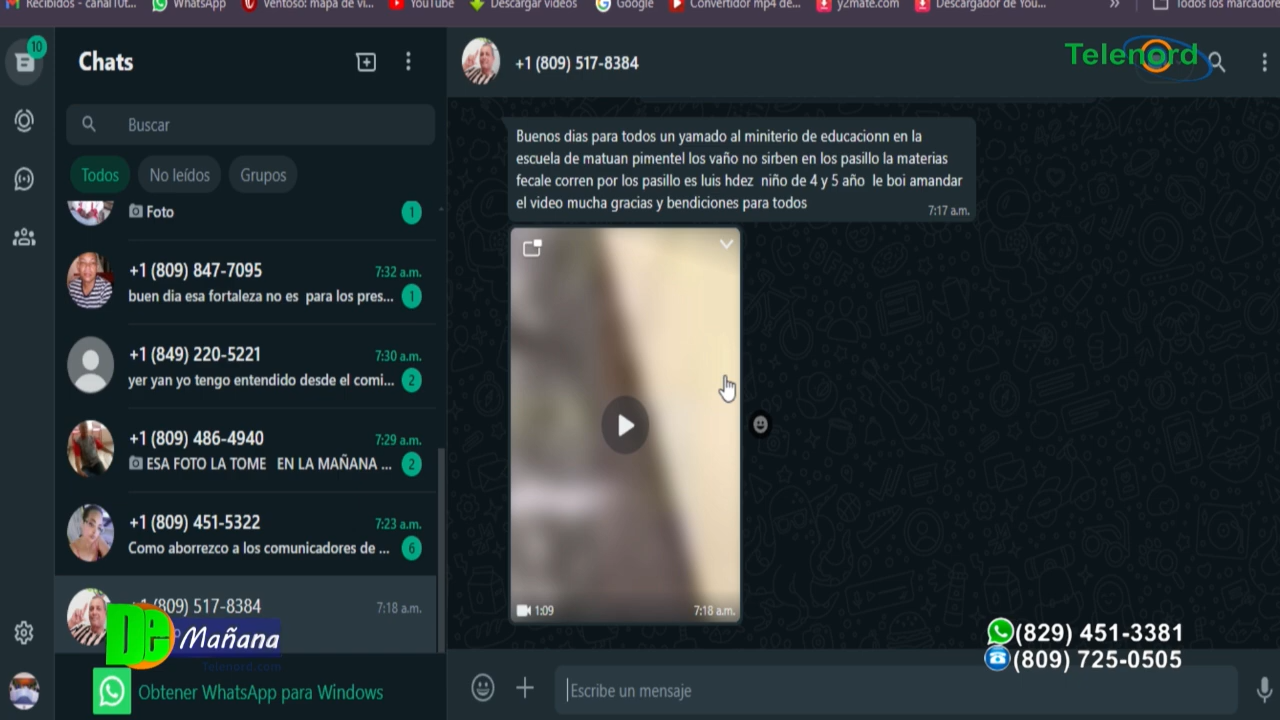 Recibidos - canal10t...
WhatsApp
Ventoso: mapa de vi...
YouTube
Descargar videos
Google
Convertidor mp4 de...
y2mate.com
Descargador de You...
»
Todos los marcadores
10
Chats
+1 (809) 517-8384
Telenord
Buscar
Todos
No leídos
Grupos
Foto
1
+1 (809) 847-7095
7:32 a.m.
buen dia esa fortaleza no es para los pres...
1
+1 (849) 220-5221
7:30 a.m.
yer yan yo tengo entendido desde el comi...
2
+1 (809) 486-4940
7:29 a.m.
ESA FOTO LA TOME EN LA MAÑANA ...
2
+1 (809) 451-5322
7:23 a.m.
Como aborrezco a los comunicadores de ...
6
(809) 517-8384
7:18 a.m.
De Mañana
Telenord.com
Obtener WhatsApp para Windows
Buenos dias para todos un yamado al miniterio de educacionn en la
escuela de matuan pimentel los vaño no sirben en los pasillo la materias
fecale corren por los pasillo es luis hdez niño de 4 y 5 año le boi amandar
el video mucha gracias y bendiciones para todos
7:17 a.m.
1:09
7:18 a.m.
(829) 451-3381
(809) 725-0505
Escribe un mensaje